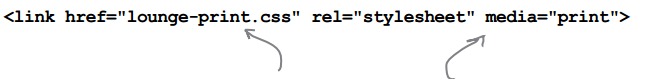 <link href="lounge-print.css" rel="stylesheet" media="print">